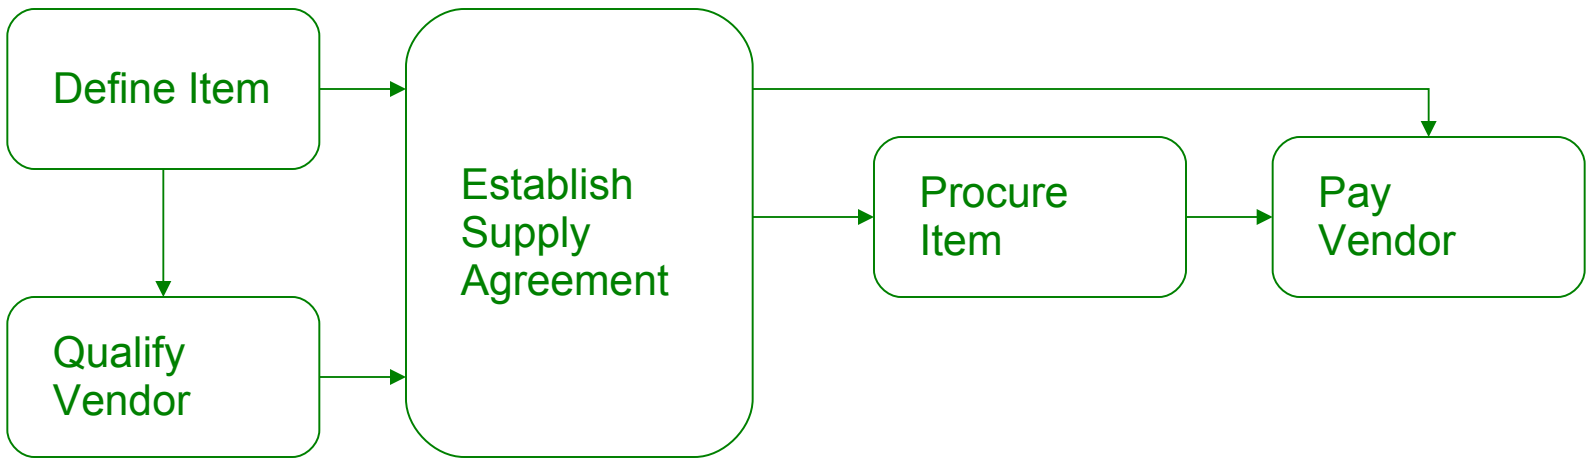 Define Item
Qualify
Vendor
Establish
Supply
Agreement
Procure
Item
Pay
Vendor